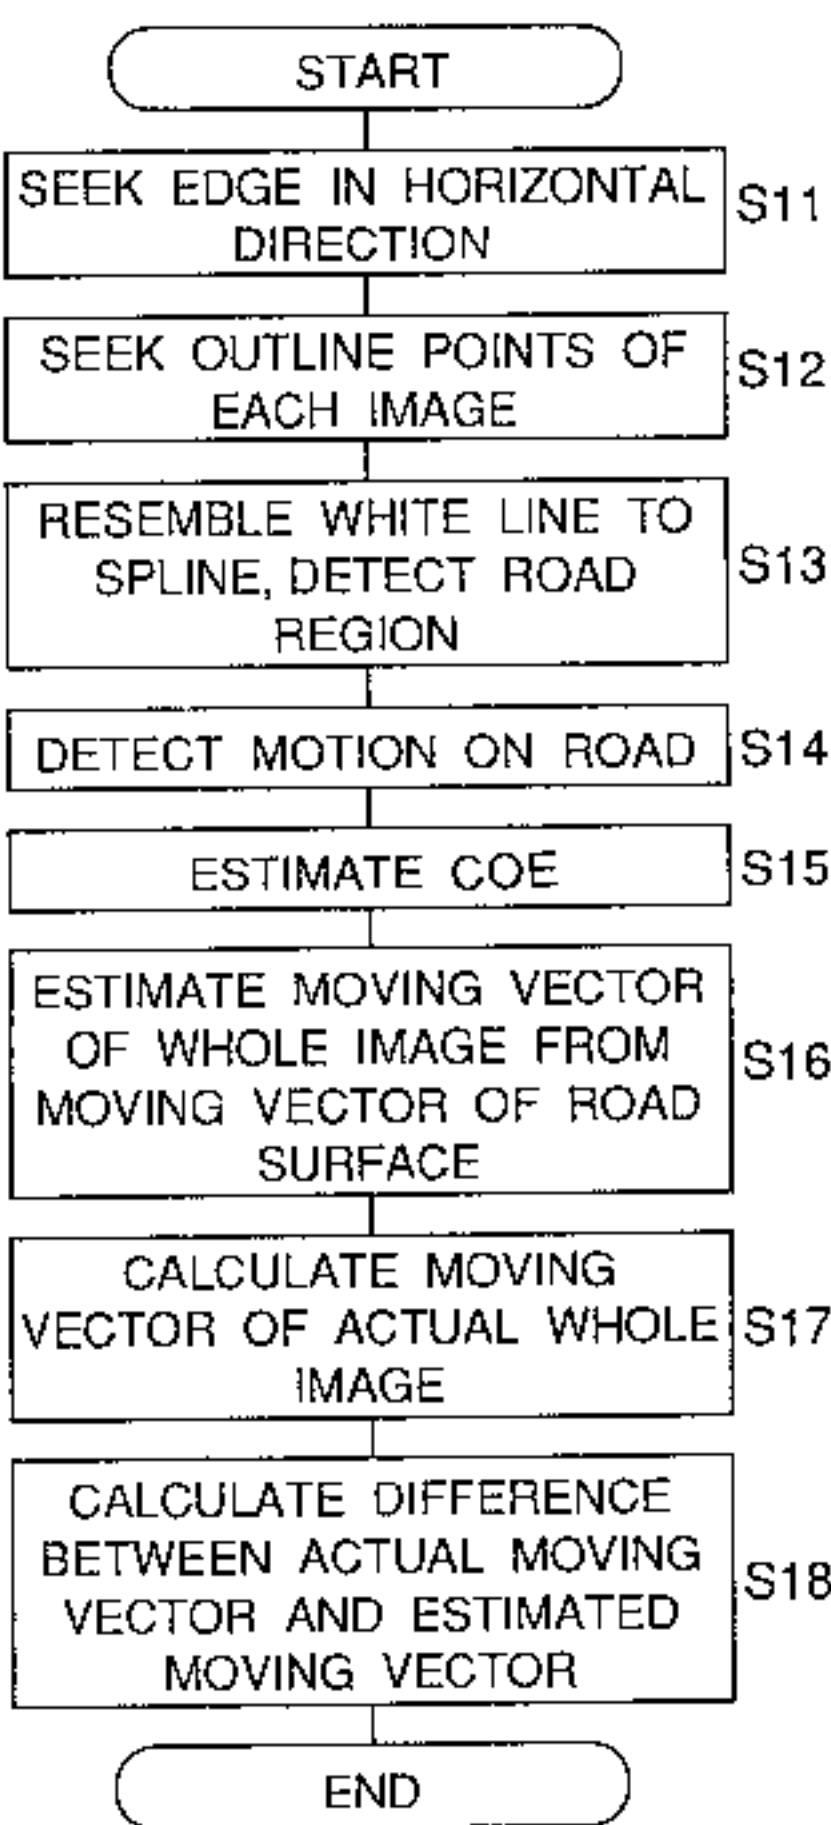 START
SEEK EDGE IN HORIZONTAL
DIRECTION
S11
SEEK OUTLINE POINTS OF
EACH IMAGE
S12
RESEMBLE WHITE LINE TO
SPLINE, DETECT ROAD
REGION
S13
DETECT MOTION ON ROAD
S14
ESTIMATE COE
S15
ESTIMATE MOVING VECTOR
OF WHOLE IMAGE FROM
MOVING VECTOR OF ROAD
SURFACE
S16
CALCULATE MOVING
VECTOR OF ACTUAL WHOLE
IMAGE
S17
CALCULATE DIFFERENCE
BETWEEN ACTUAL MOVING
VECTOR AND ESTIMATED
MOVING VECTOR
S18
END